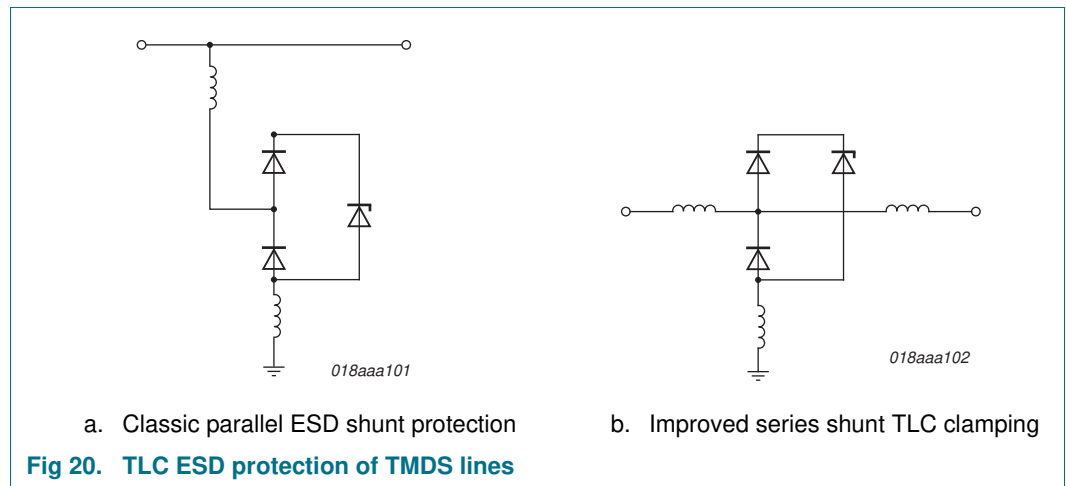 018aaa101
018aaa102
a. Classic parallel ESD shunt protection
b. Improved series shunt TLC clamping
Fig 20. TLC ESD protection of TMDS lines